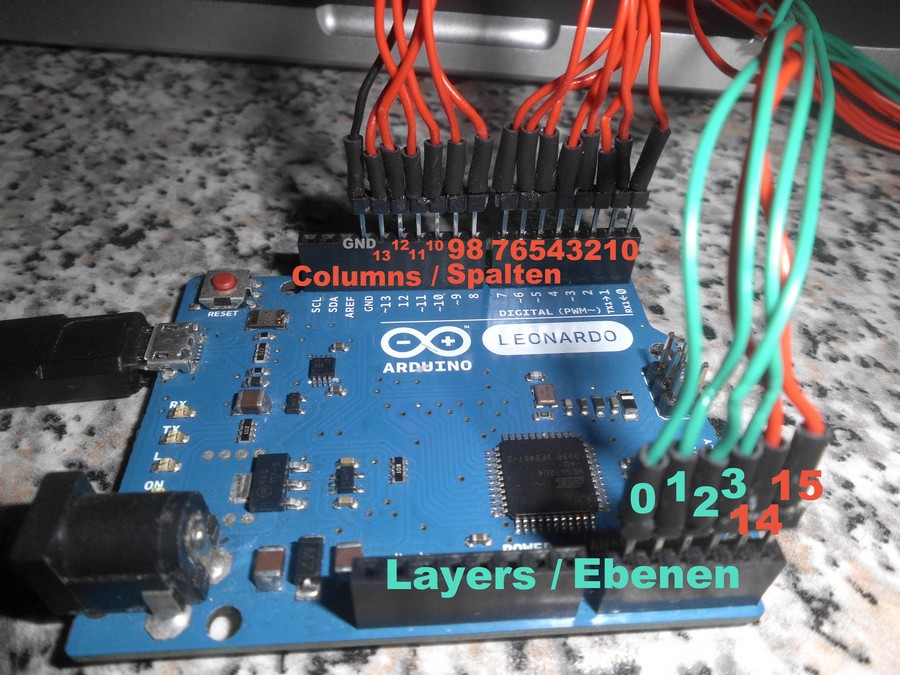 GND 13 12 11 10 9 8 7 6 5 4 3 2 1 0
Columns / Spalten
RESET
SCL SDA AREF GND ~13 12 ~11 ~10 ~9 8 7 ~6 ~5 4 ~3 2 TX→1 RX←0
DIGITAL (PWM~)
ARDUINO
LEONARDO
RX
TX
L
ON
0 1 2 3 14 15
POWER
Layers / Ebenen